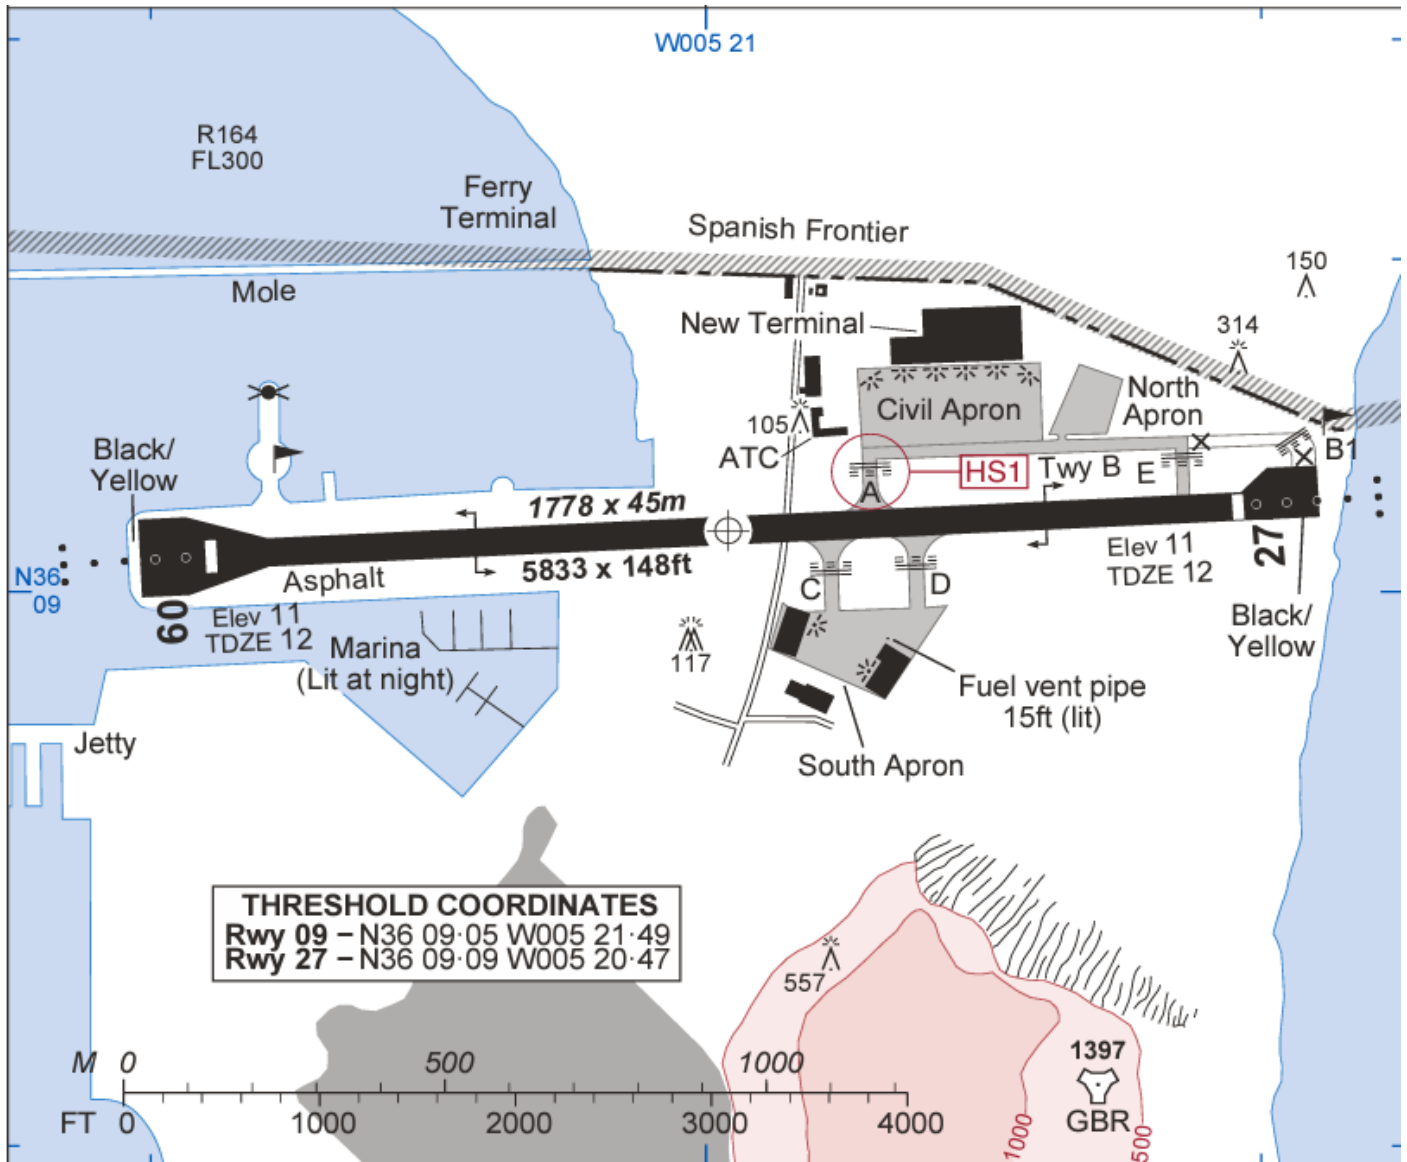 W005 21
R164
FL300
Ferry
Terminal
Spanish Frontier
Mole
150
314
New Terminal
North
Apron
Civil Apron
105
ATC
B1
Black/
Yellow
HS1
Twy B
E
A
1778 x 45m
5833 x 148ft
Asphalt
Elev 11
TDZE 12
27
N36
09
09
Elev 11
TDZE 12
C
D
Marina
(Lit at night)
117
Black/
Yellow
Fuel vent pipe
15ft (lit)
Jetty
South Apron
THRESHOLD COORDINATES
Rwy 09 – N36 09·05 W005 21·49
Rwy 27 – N36 09·09 W005 20·47
557
1397
GBR
M 0 500 1000
FT 0 1000 2000 3000 4000
1000
500